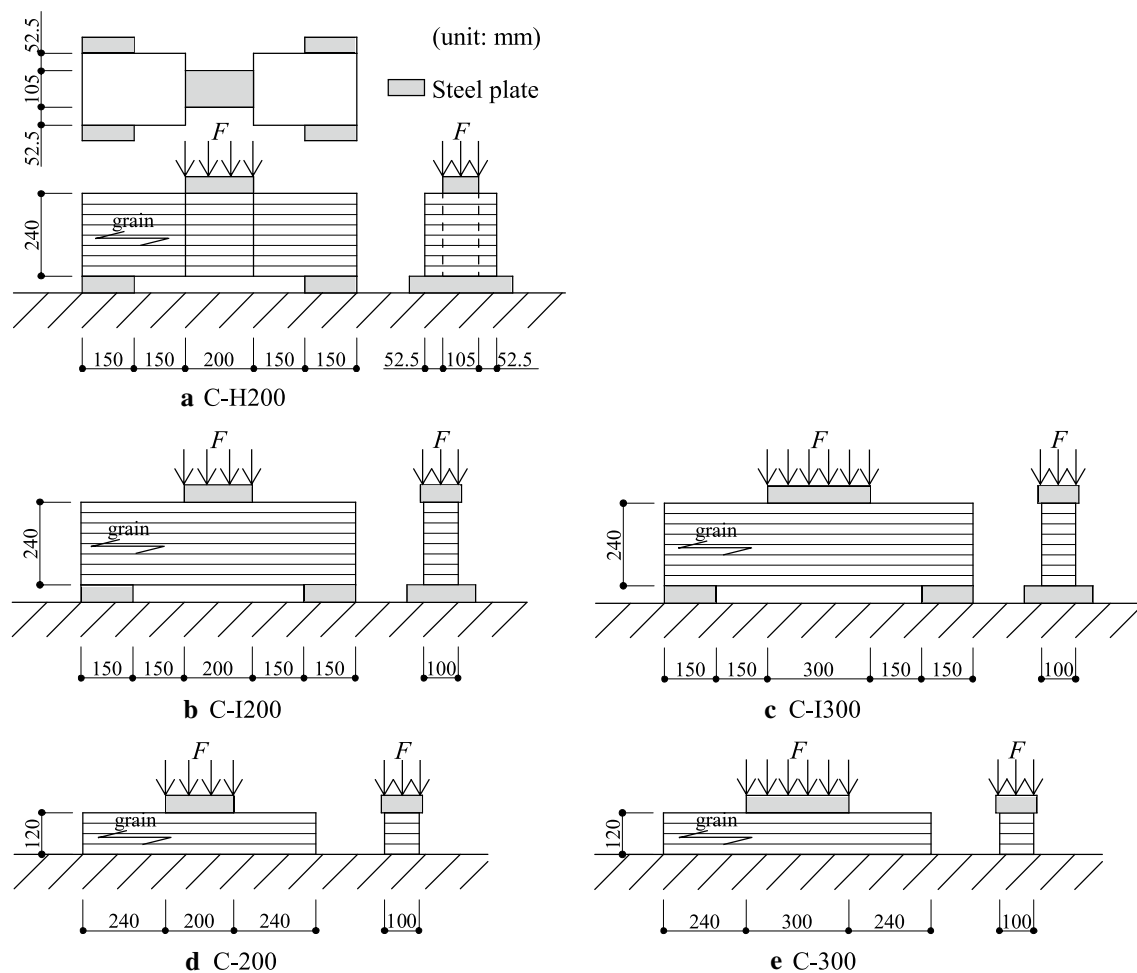 52.5
105
52.5
(unit: mm)
Steel plate
F
F
240
grain
150 150 200 150 150
52.5 105 52.5
a C-H200
F
F
240
grain
150 150 200 150 150
100
b C-I200
F
F
240
grain
150 150 300 150 150
100
c C-I300
F
F
120
grain
240 200 240
100
d C-200
F
F
120
grain
240 300 240
100
e C-300